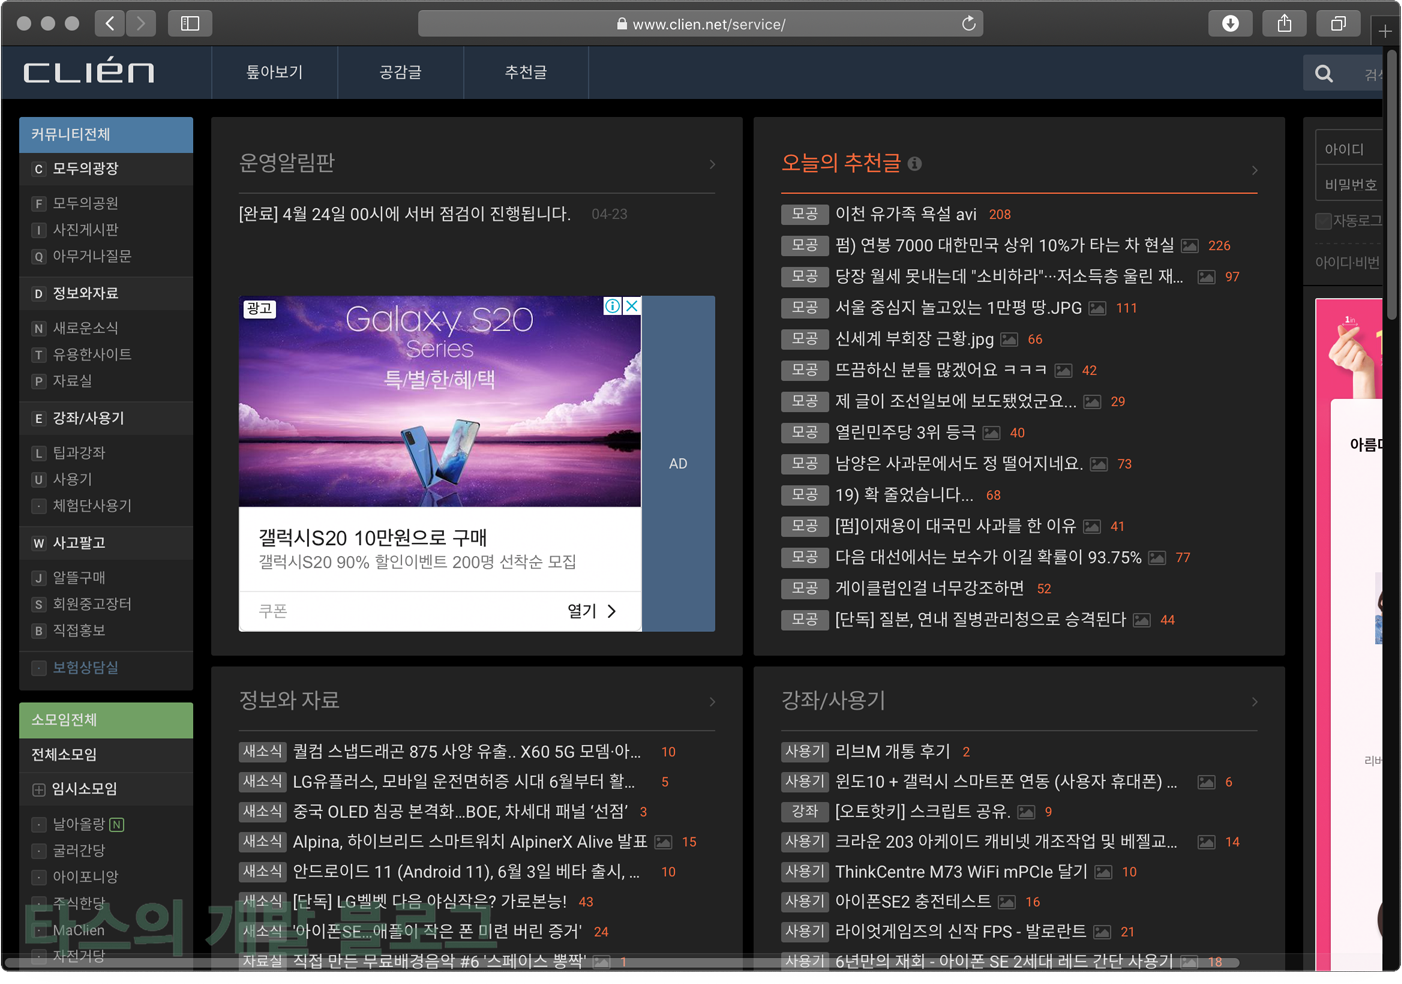 www.clien.net/service/
CLIÉN
톺아보기
공감글
추천글
커뮤니티전체
C 모두의광장
F 모두의공원
I 사진게시판
Q 아무거나질문
D 정보와자료
N 새로운소식
T 유용한사이트
P 자료실
E 강좌/사용기
L 팁과강좌
U 사용기
· 체험단사용기
W 사고팔고
J 알뜰구매
S 회원중고장터
B 직접홍보
· 보험상담실
소모임전체
전체소모임
임시소모임
· 날아올랑 N
· 굴러간당
· 아이포니앙
· 주식한당
· MaClien
· 자전거당
운영알림판
[완료] 4월 24일 00시에 서버 점검이 진행됩니다. 04-23
광고
Galaxy S20
Series
특/별/한/혜/택
AD
갤럭시S20 10만원으로 구매
갤럭시S20 90% 할인이벤트 200명 선착순 모집
쿠폰 열기
오늘의 추천글
모공 이천 유가족 욕설 avi 208
모공 펌) 연봉 7000 대한민국 상위 10%가 타는 차 현실 226
모공 당장 월세 못내는데 "소비하라"…저소득층 울린 재... 97
모공 서울 중심지 놀고있는 1만평 땅.JPG 111
모공 신세계 부회장 근황.jpg 66
모공 뜨끔하신 분들 많겠어요 ㅋㅋㅋ 42
모공 제 글이 조선일보에 보도됐었군요... 29
모공 열린민주당 3위 등극 40
모공 남양은 사과문에서도 정 떨어지네요. 73
모공 19) 확 줄었습니다... 68
모공 [펌]이재용이 대국민 사과를 한 이유 41
모공 다음 대선에서는 보수가 이길 확률이 93.75% 77
모공 게이클럽인걸 너무강조하면 52
모공 [단독] 질본, 연내 질병관리청으로 승격된다 44
정보와 자료
새소식 퀄컴 스냅드래곤 875 사양 유출.. X60 5G 모뎀·아... 10
새소식 LG유플러스, 모바일 운전면허증 시대 6월부터 활... 5
새소식 중국 OLED 침공 본격화…BOE, 차세대 패널 ‘선점’ 3
새소식 Alpina, 하이브리드 스마트워치 AlpinerX Alive 발표 15
새소식 안드로이드 11 (Android 11), 6월 3일 베타 출시, ... 10
새소식 [단독] LG벨벳 다음 야심작은? 가로본능! 43
새소식 '아이폰SE…애플이 작은 폰 미련 버린 증거' 24
자료실 직접 만든 무료배경음악 #6 '스페이스 뽕짝' 1
강좌/사용기
사용기 리브M 개통 후기 2
사용기 윈도10 + 갤럭시 스마트폰 연동 (사용자 휴대폰) ... 6
강좌 [오토핫키] 스크립트 공유. 9
사용기 크라운 203 아케이드 캐비넷 개조작업 및 베젤교... 14
사용기 ThinkCentre M73 WiFi mPCIe 달기 10
사용기 아이폰SE2 충전테스트 16
사용기 라이엇게임즈의 신작 FPS - 발로란트 21
사용기 6년만의 재회 - 아이폰 SE 2세대 레드 간단 사용기 18
아이디
비밀번호
자동로그
아이디·비번
타스의 개발 블로그